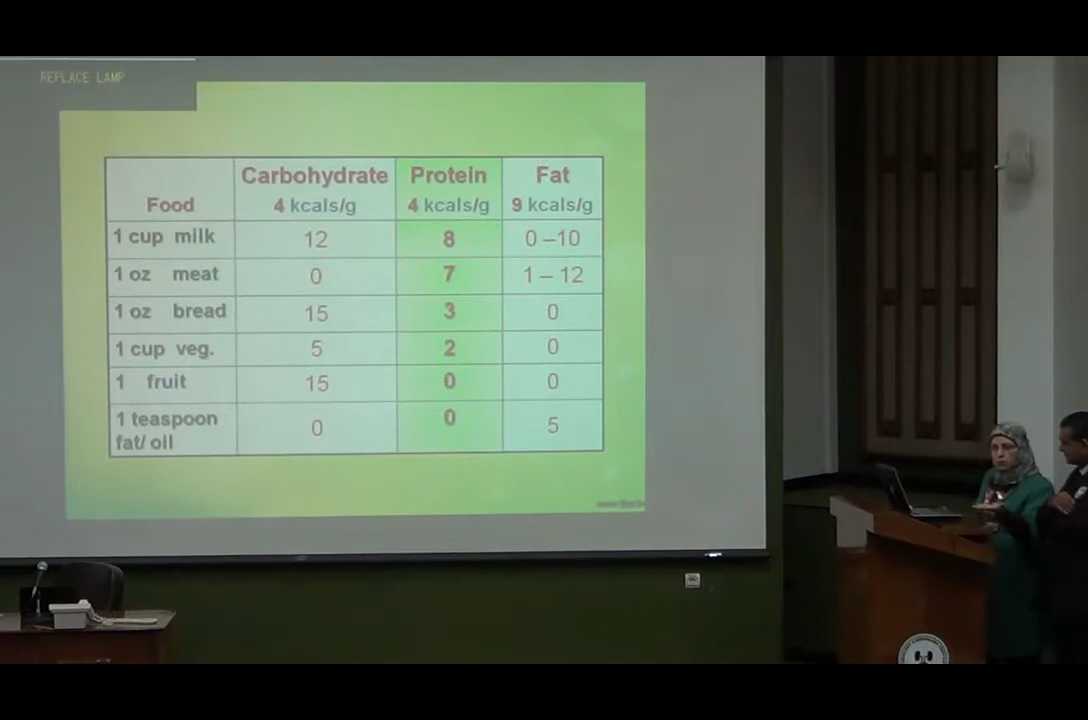 REPLACE LAMP
Food Carbohydrate 4 kcals/g Protein 4 kcals/g Fat 9 kcals/g
1 cup milk 12 8 0 –10
1 oz meat 0 7 1 – 12
1 oz bread 15 3 0
1 cup veg. 5 2 0
1 fruit 15 0 0
1 teaspoon fat/ oil 0 0 5